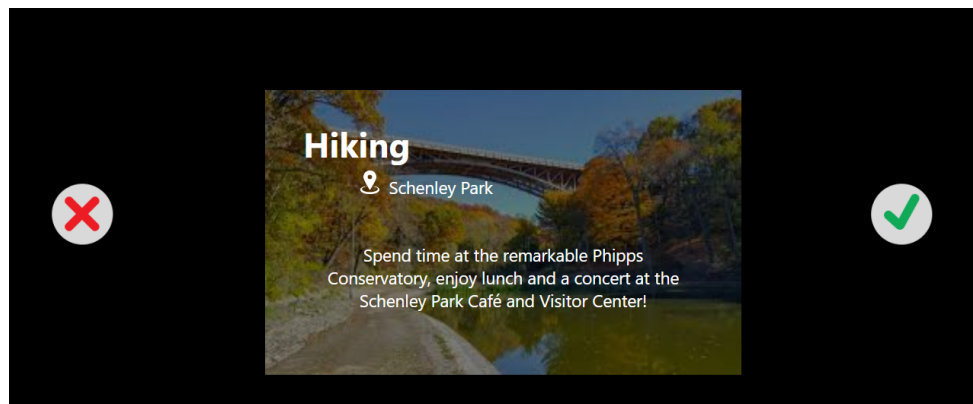 Hiking
Schenley Park
Spend time at the remarkable Phipps
Conservatory, enjoy lunch and a concert at the
Schenley Park Café and Visitor Center!